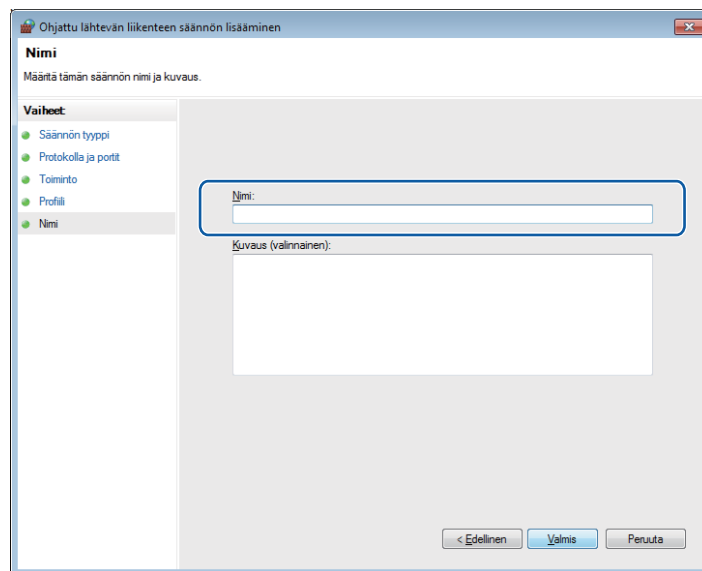 Ohjattu lähtevän liikenteen säännön lisääminen
Nimi
Määritä tämän säännön nimi ja kuvaus.
Vaiheet:
Säännön tyyppi
Protokolla ja portit
Toiminto
Profiili
Nimi
Nimi:
Kuvaus (valinnainen):
< Edellinen
Valmis
Peruuta